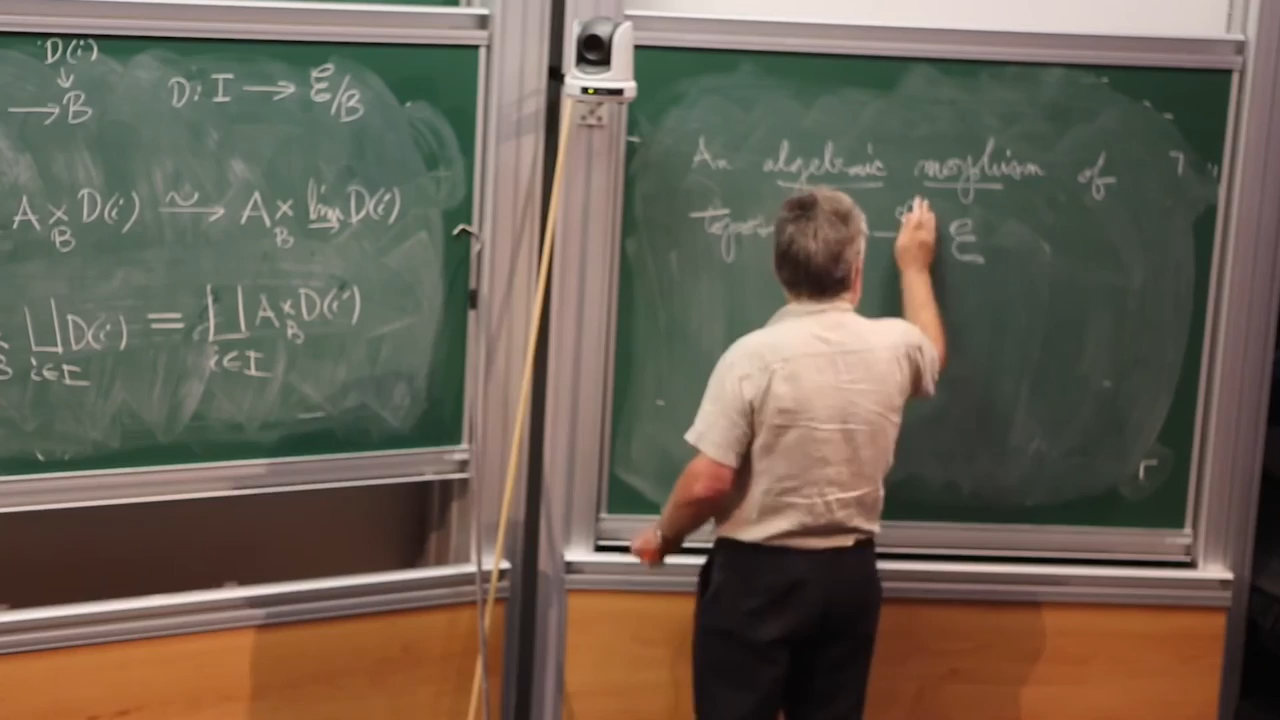 D(i)
↓
→ B D: I → ℰ/B
A ×_B D(i) ~→ A ×_B lim→ D(i)
B ∐_{i∈I} D(i) = ∐_{i∈I} A ×_B D(i)
An algebraic morphism of
ℰ